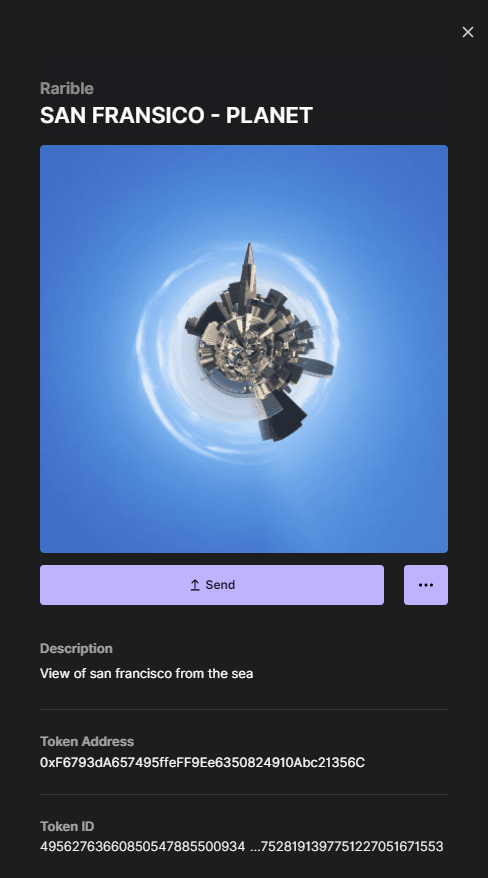 Rarible
SAN FRANSICO - PLANET
Send
Description
View of san francisco from the sea
Token Address
0xF6793dA657495ffeFF9Ee6350824910Abc21356C
Token ID
49562763660850547885500934 ...7528191397751227051671553